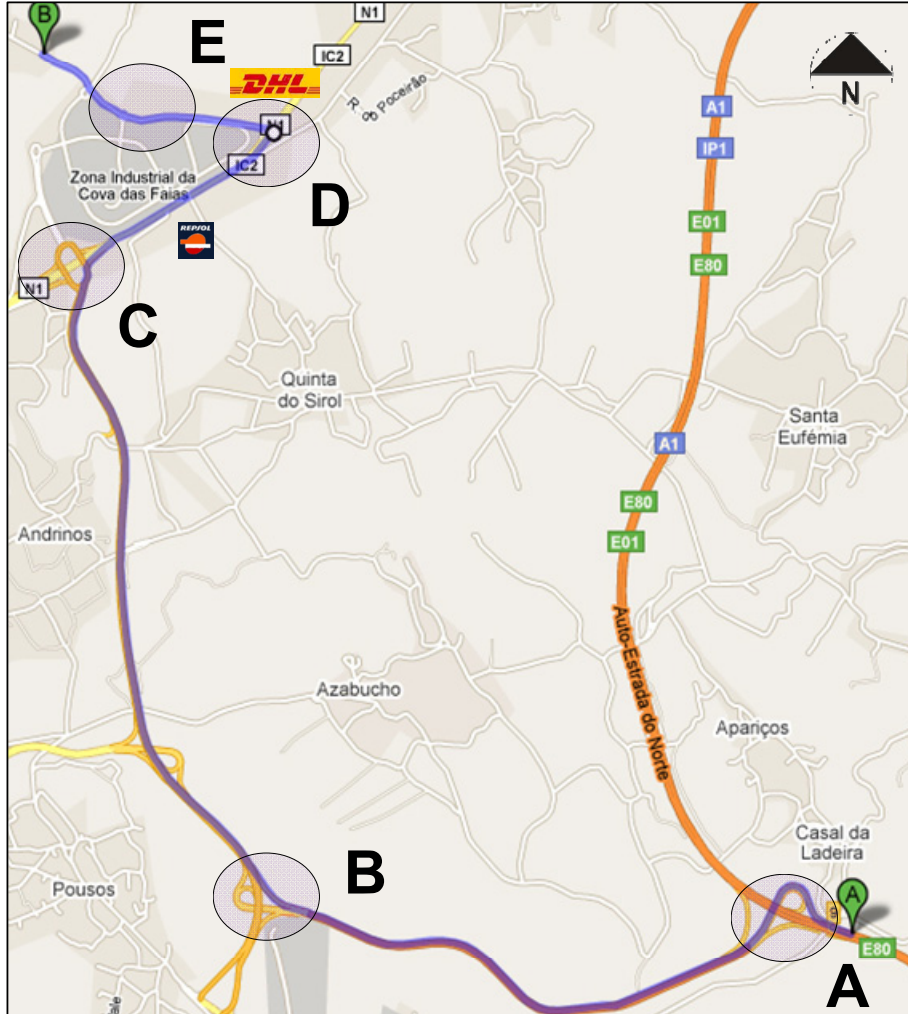 B
E
N1
DHL
IC2
N
R. do Poceirão
A1
N1
IP1
IC2
Zona Industrial da
Cova das Faias
D
E01
REPSOL
E80
N1
C
Quinta
do Sirol
Santa
Eufémia
A1
E80
Andrinos
E01
Auto-Estrada do Norte
Azabucho
Apariços
Casal da
Ladeira
B
Pousos
A
E80
A